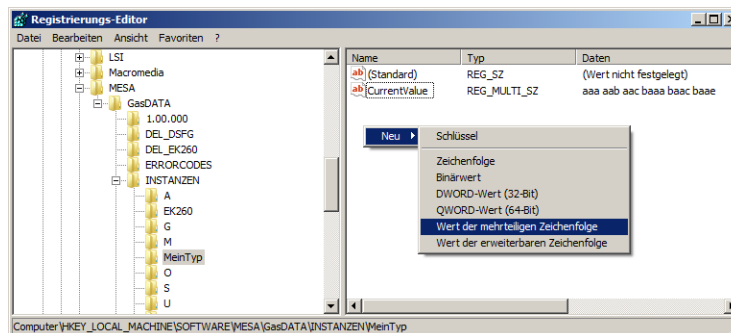 Registrierungs-Editor
Datei Bearbeiten Ansicht Favoriten ?
LSI
Macromedia
MESA
GasDATA
1.00.000
DEL_DSFG
DEL_EK260
ERRORCODES
INSTANZEN
A
EK260
G
M
MeinTyp
O
S
U
Name Typ Daten
ab (Standard) REG_SZ (Wert nicht festgelegt)
ab CurrentValue REG_MULTI_SZ aaa aab aac baaa baac baae
Neu
Schlüssel
Zeichenfolge
Binärwert
DWORD-Wert (32-Bit)
QWORD-Wert (64-Bit)
Wert der mehrteiligen Zeichenfolge
Wert der erweiterbaren Zeichenfolge
Computer\HKEY_LOCAL_MACHINE\SOFTWARE\MESA\GasDATA\INSTANZEN\MeinTyp